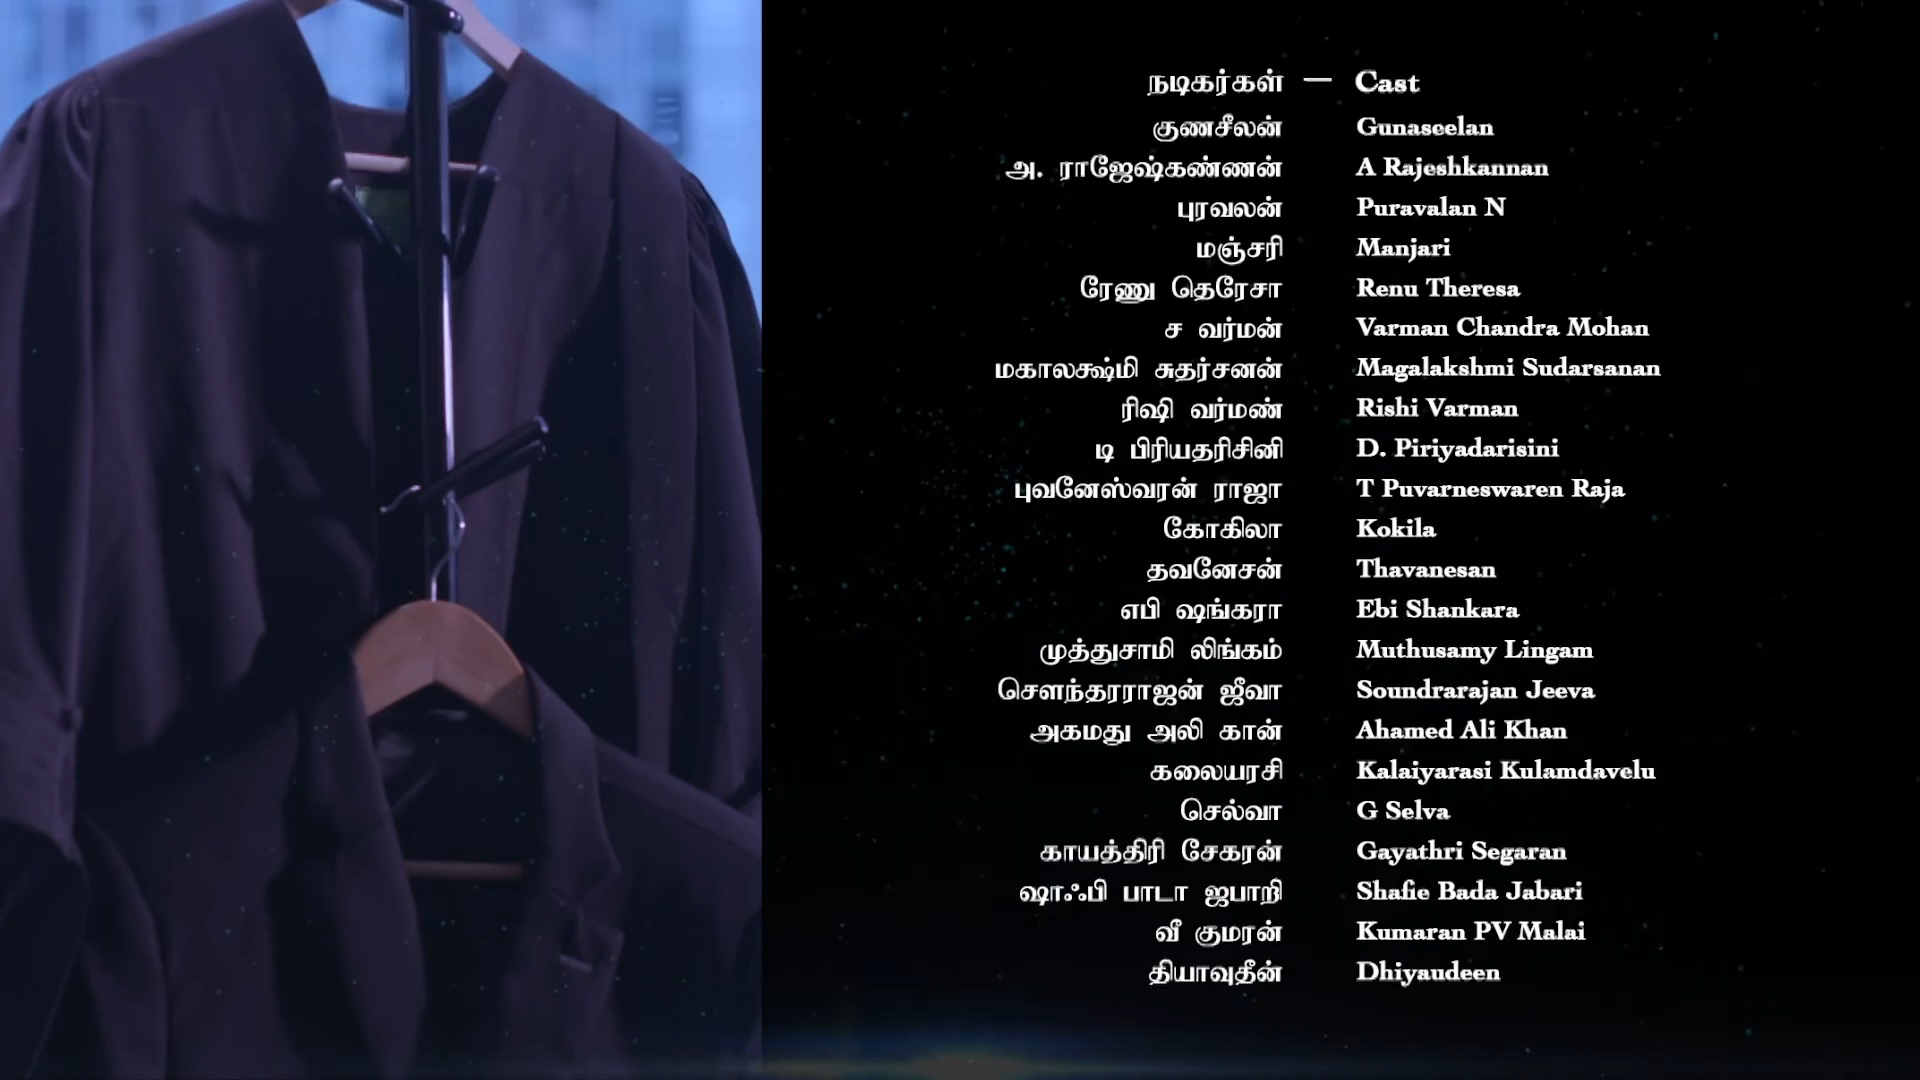 நடிகர்கள் — Cast
குணசீலன் Gunaseelan
அ. ராஜேஷ்கண்ணன் A Rajeshkannan
புரவலன் Puravalan N
மஞ்சரி Manjari
ரேணு தெரேசா Renu Theresa
ச வர்மன் Varman Chandra Mohan
மகாலக்ஷ்மி சுதர்சனன் Magalakshmi Sudarsanan
ரிஷி வர்மண் Rishi Varman
டி பிரியதரிசினி D. Piriyadarisini
புவனேஸ்வரன் ராஜா T Puvarneswaren Raja
கோகிலா Kokila
தவனேசன் Thavanesan
எபி ஷங்கரா Ebi Shankara
முத்துசாமி லிங்கம் Muthusamy Lingam
சௌந்தரராஜன் ஜீவா Soundrarajan Jeeva
அகமது அலி கான் Ahamed Ali Khan
கலையரசி Kalaiyarasi Kulamdavelu
செல்வா G Selva
காயத்திரி சேகரன் Gayathri Segaran
ஷாஃபி பாடா ஜபாறி Shafie Bada Jabari
வீ குமரன் Kumaran PV Malai
தியாவுதீன் Dhiyaudeen